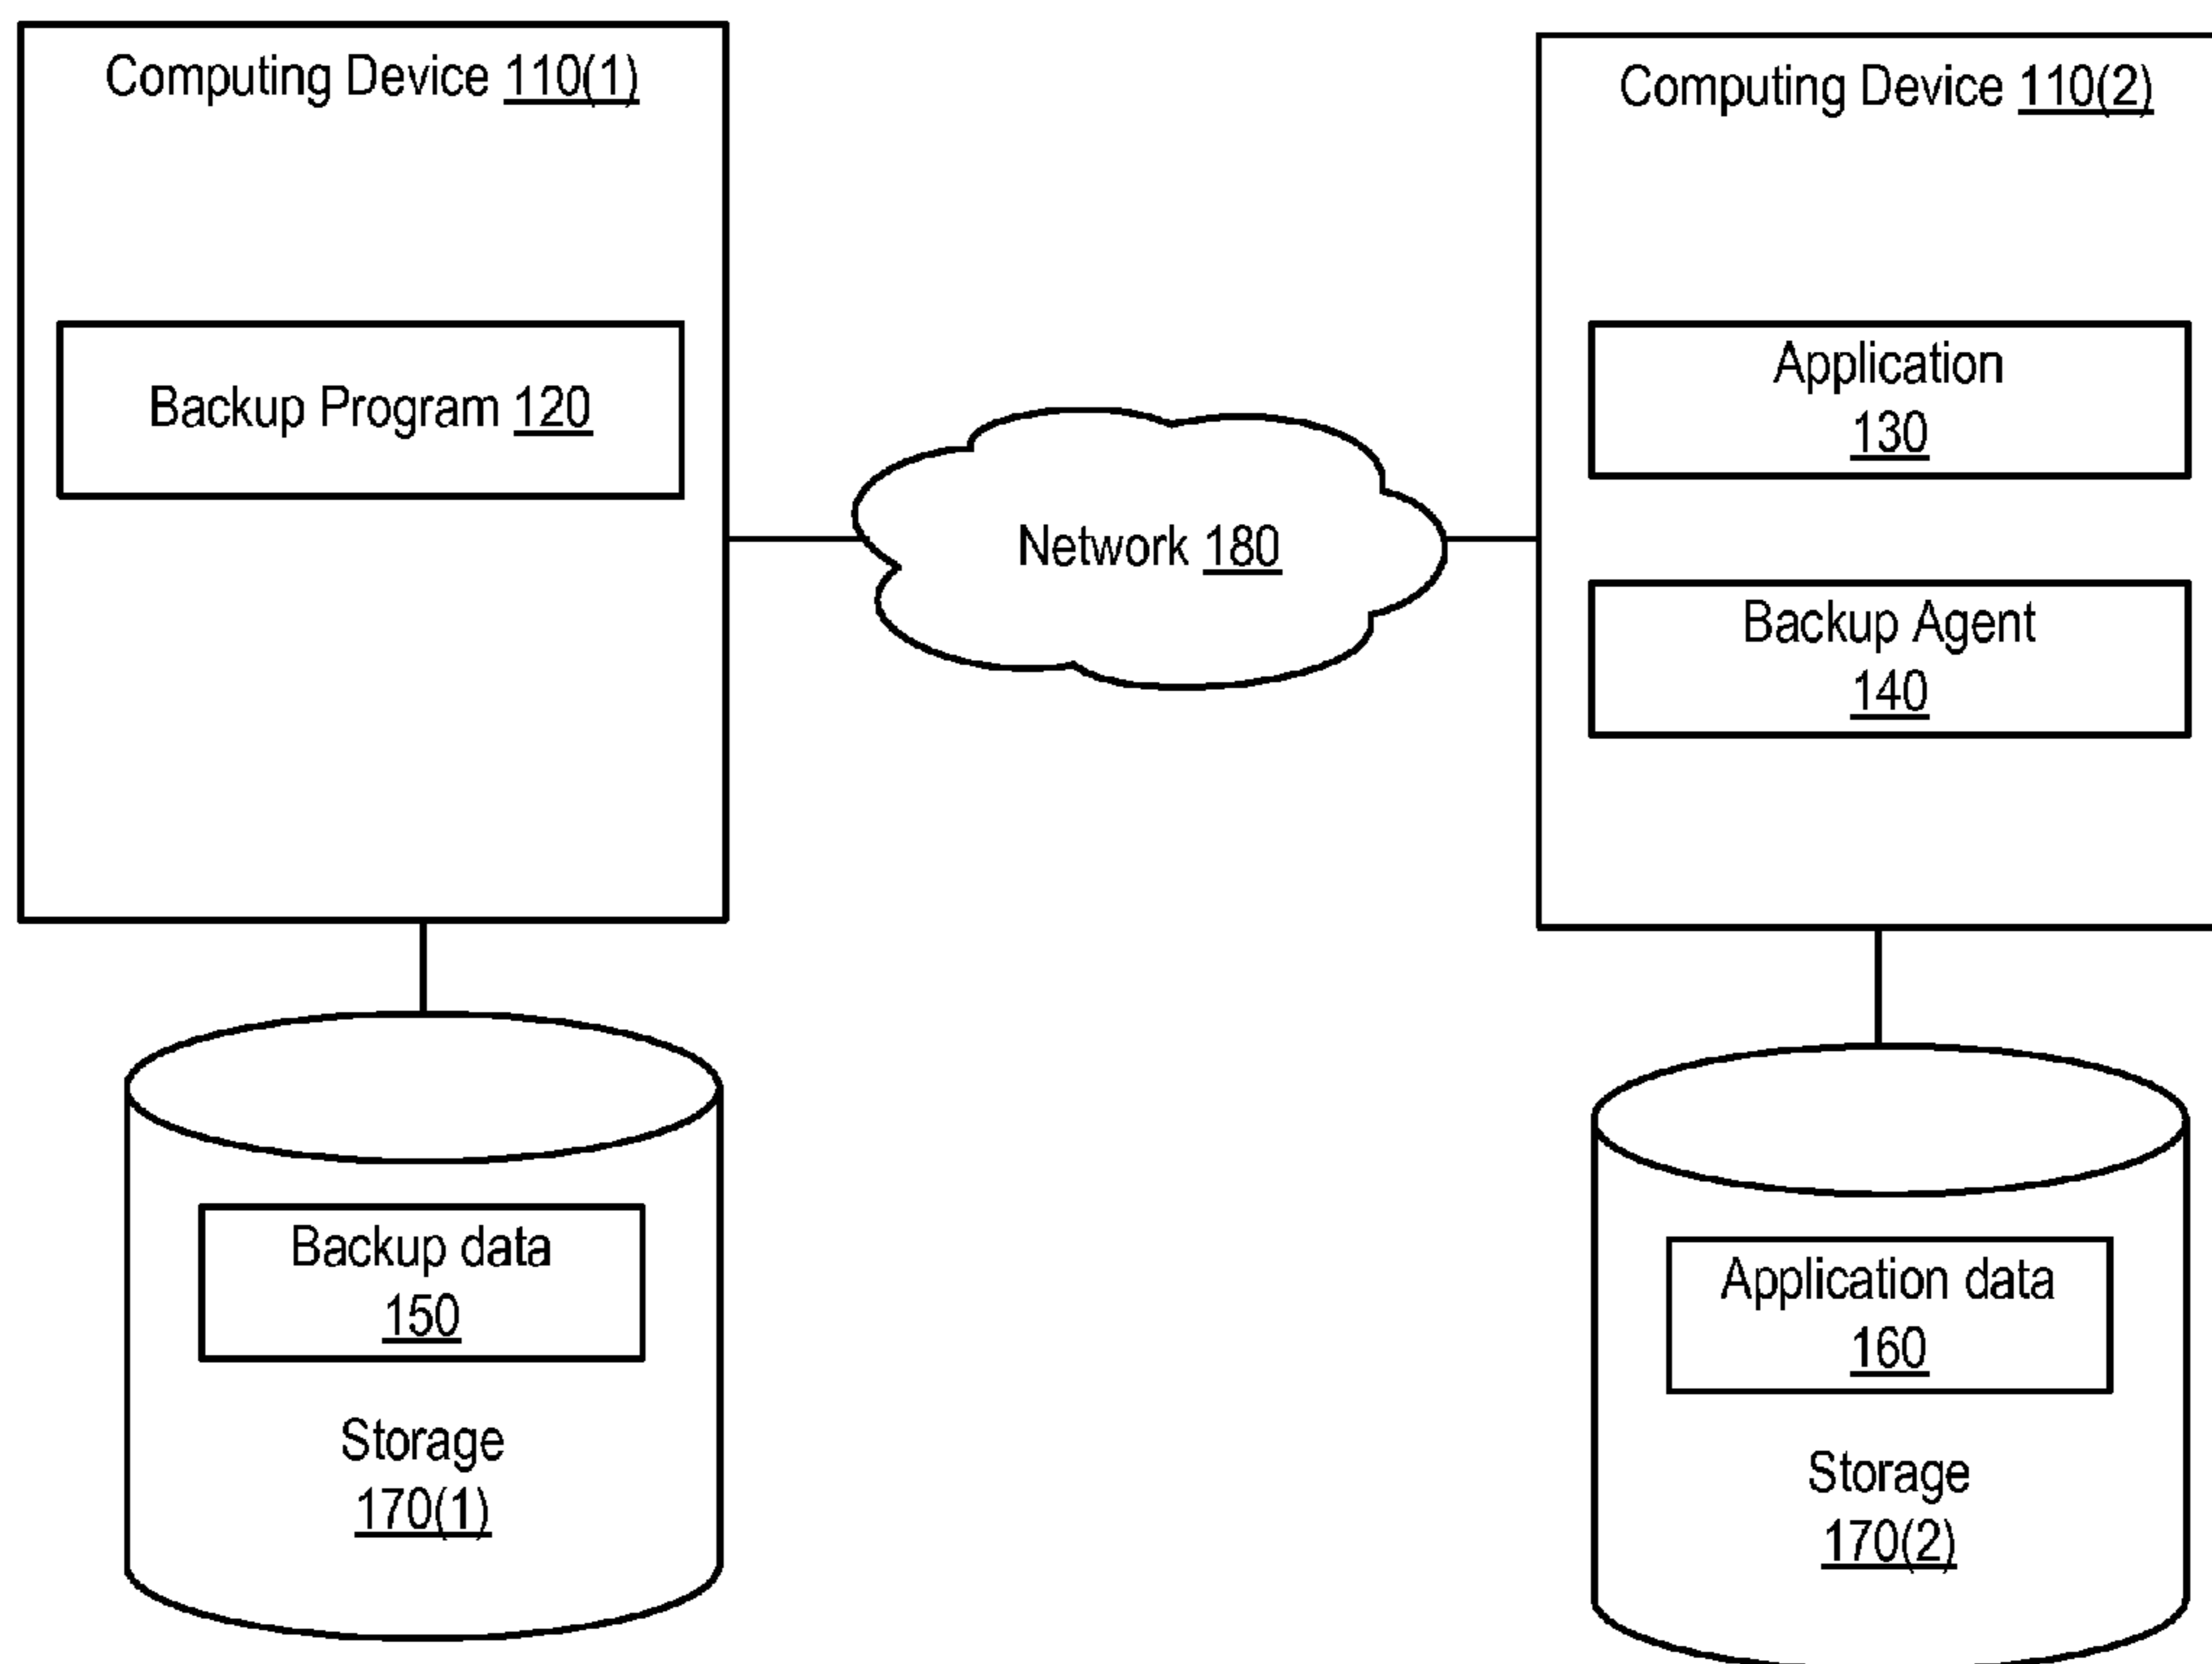 Computing Device 110(1)
Backup Program 120
Network 180
Computing Device 110(2)
Application
130
Backup Agent
140
Backup data
150
Storage
170(1)
Application data
160
Storage
170(2)